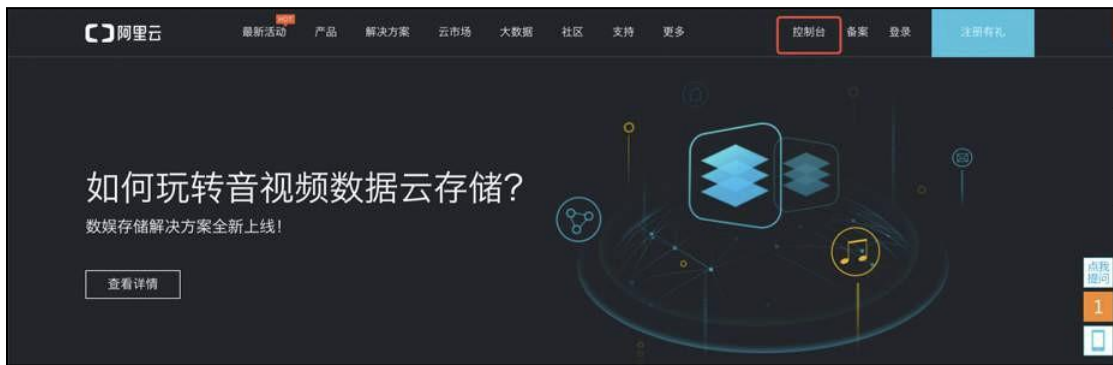 阿里云 最新活动 HOT 产品 解决方案 云市场 大数据 社区 支持 更多 控制台 备案 登录 注册有礼
如何玩转音视频数据云存储?
数娱存储解决方案全新上线!
查看详情
点我
提问
1